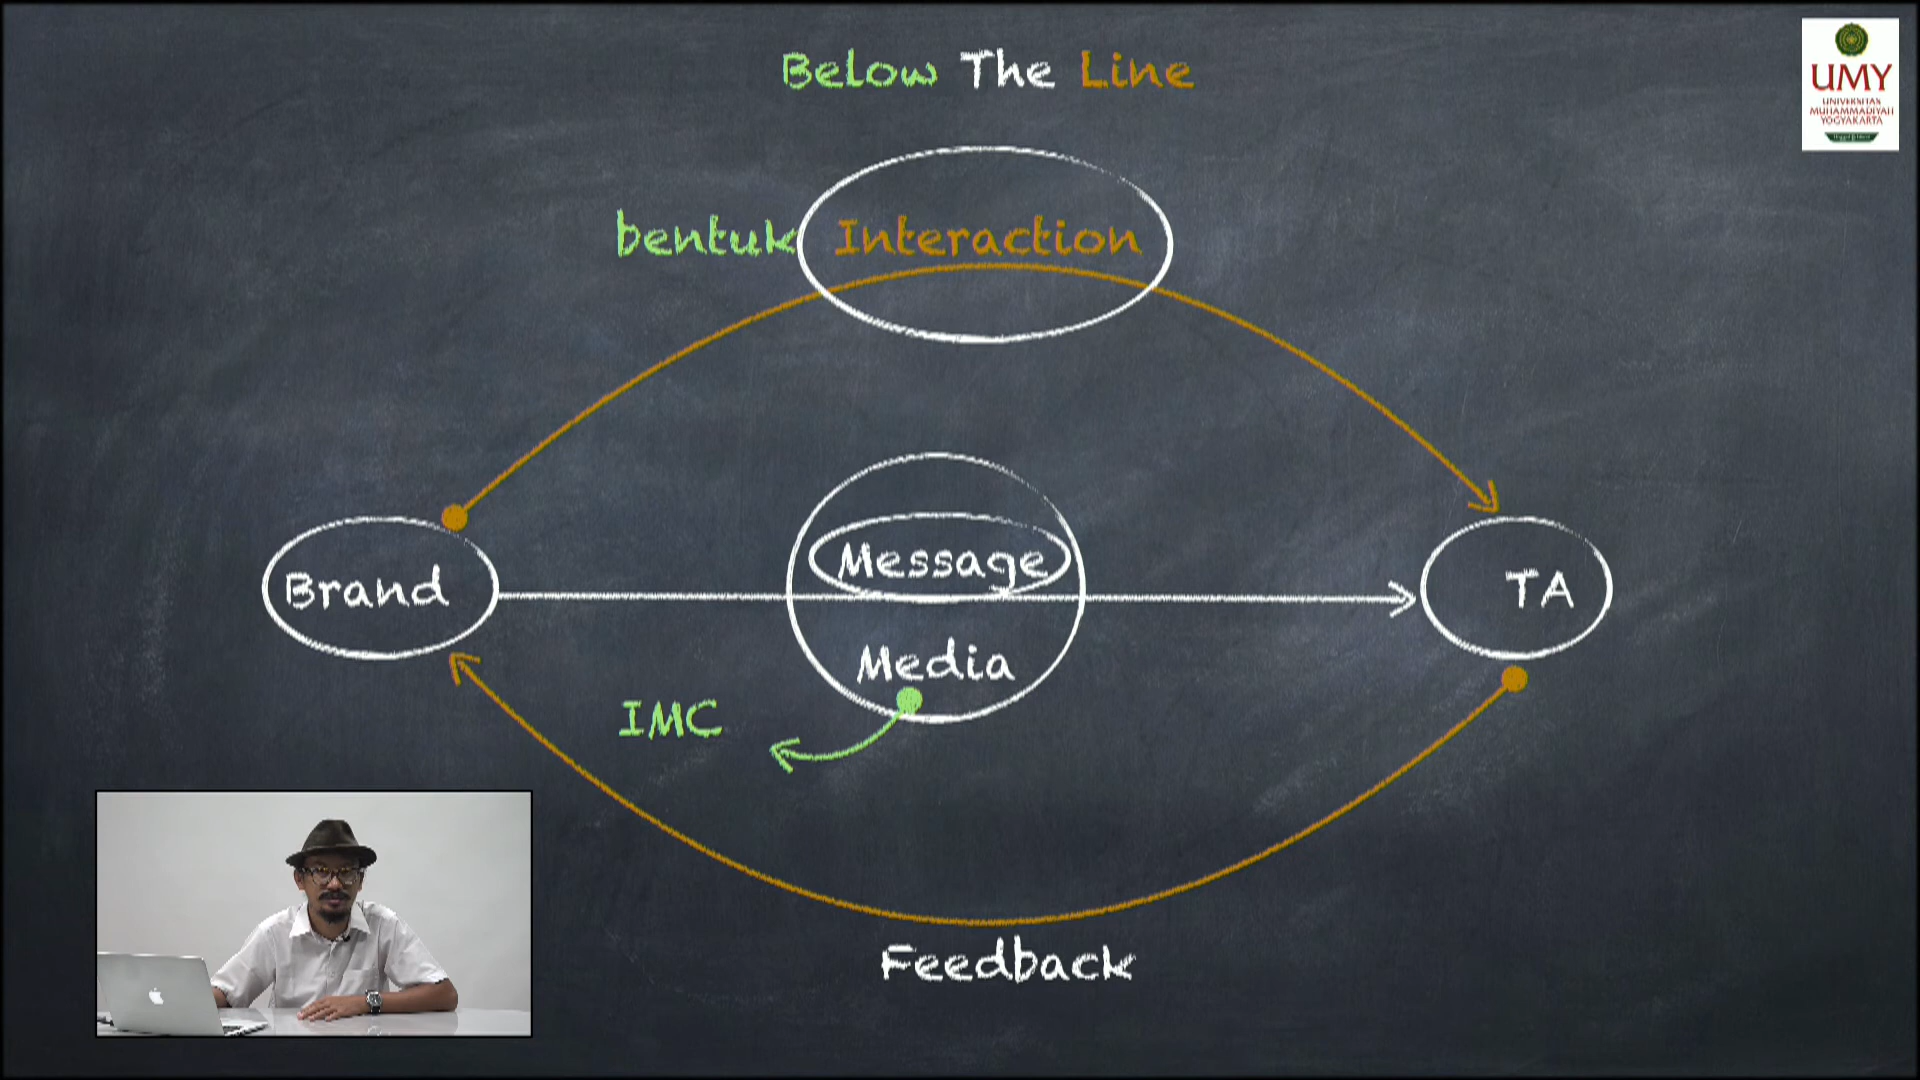 Below The Line
UMY
UNIVERSITAS
MUHAMMADIYAH
YOGYAKARTA
bentuk Interaction
Message
Brand
TA
Media
IMC
Feedback